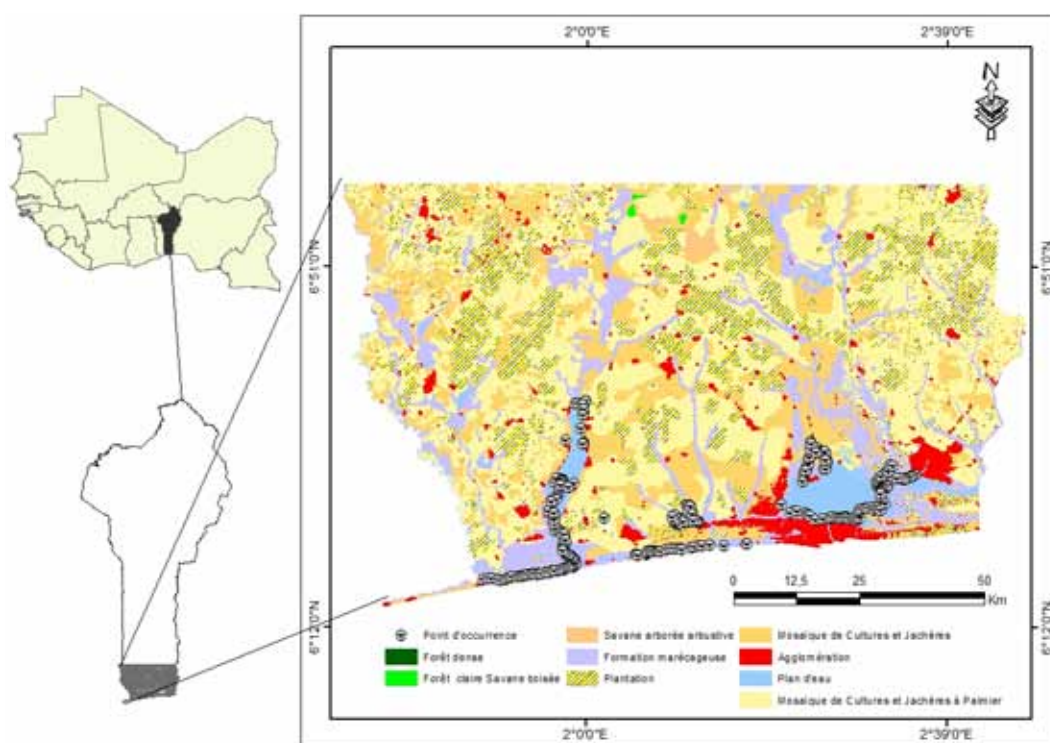 2°0'0"E 2°39'0"E
N
6°51'0"N 6°51'0"N
0 12,5 25 50
Km
6°12'0"N 6°12'0"N
Point d'occurrence
Forêt dense
Forêt claire Savane boisée
Savane arborée arbustive
Formation marécageuse
Plantation
Mosaïque de Cultures et Jachères
Agglomération
Plan d'eau
Mosaïque de Cultures et Jachères à Palmier
2°0'0"E 2°39'0"E